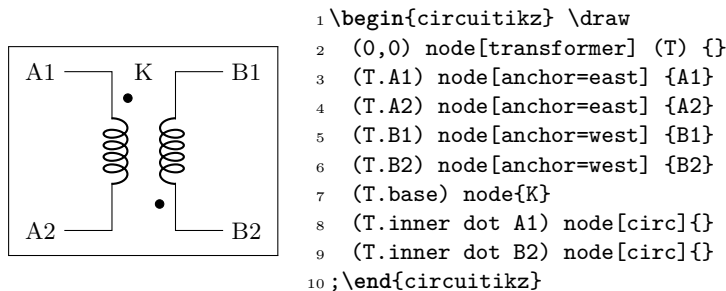 A1 K B1
A2 B2
1 \begin{circuitikz} \draw
2 (0,0) node[transformer] (T) {}
3 (T.A1) node[anchor=east] {A1}
4 (T.A2) node[anchor=east] {A2}
5 (T.B1) node[anchor=west] {B1}
6 (T.B2) node[anchor=west] {B2}
7 (T.base) node{K}
8 (T.inner dot A1) node[circ]{}
9 (T.inner dot B2) node[circ]{}
10 ;\end{circuitikz}